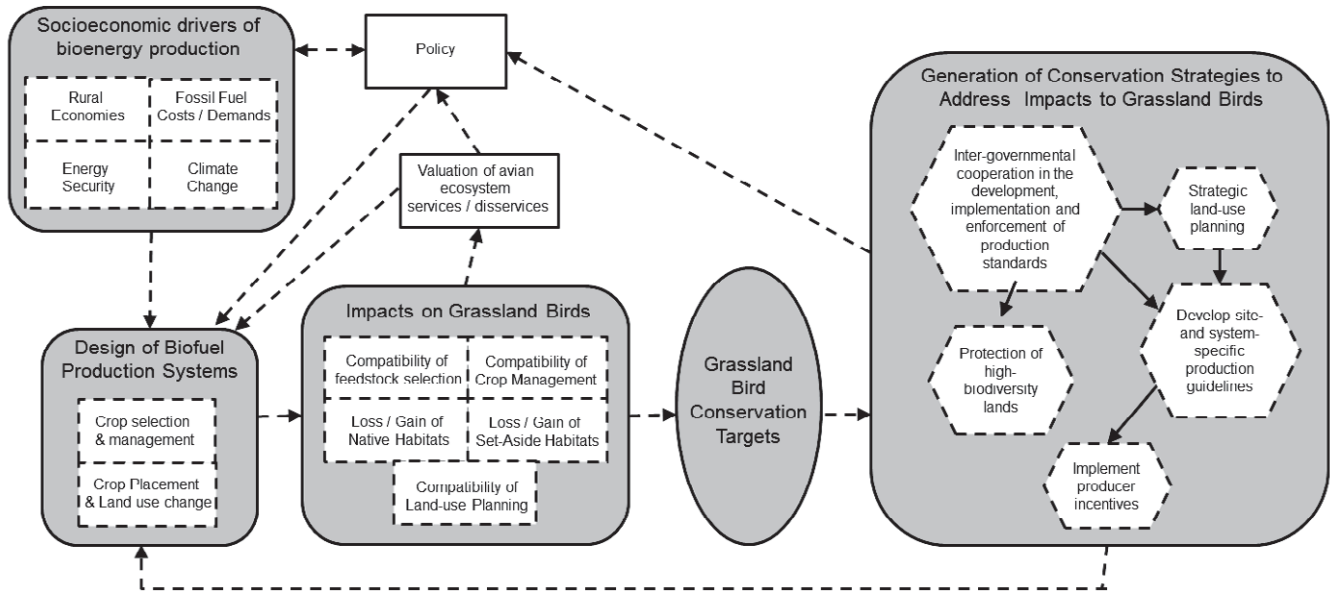 Socioeconomic drivers of
bioenergy production
Rural
Economies
Fossil Fuel
Costs / Demands
Energy
Security
Climate
Change
Policy
Valuation of avian
ecosystem
services / disservices
Design of Biofuel
Production Systems
Crop selection
& management
Crop Placement
& Land use change
Impacts on Grassland Birds
Compatibility of
feedstock selection
Compatibility of
Crop Management
Loss / Gain of
Native Habitats
Loss / Gain of
Set-Aside Habitats
Compatibility of
Land-use Planning
Grassland
Bird
Conservation
Targets
Generation of Conservation Strategies to
Address Impacts to Grassland Birds
Inter-governmental
cooperation in the
development,
implementation and
enforcement of
production
standards
Strategic
land-use
planning
Protection of
high-
biodiversity
lands
Develop site-
and system-
specific
production
guidelines
Implement
producer
incentives